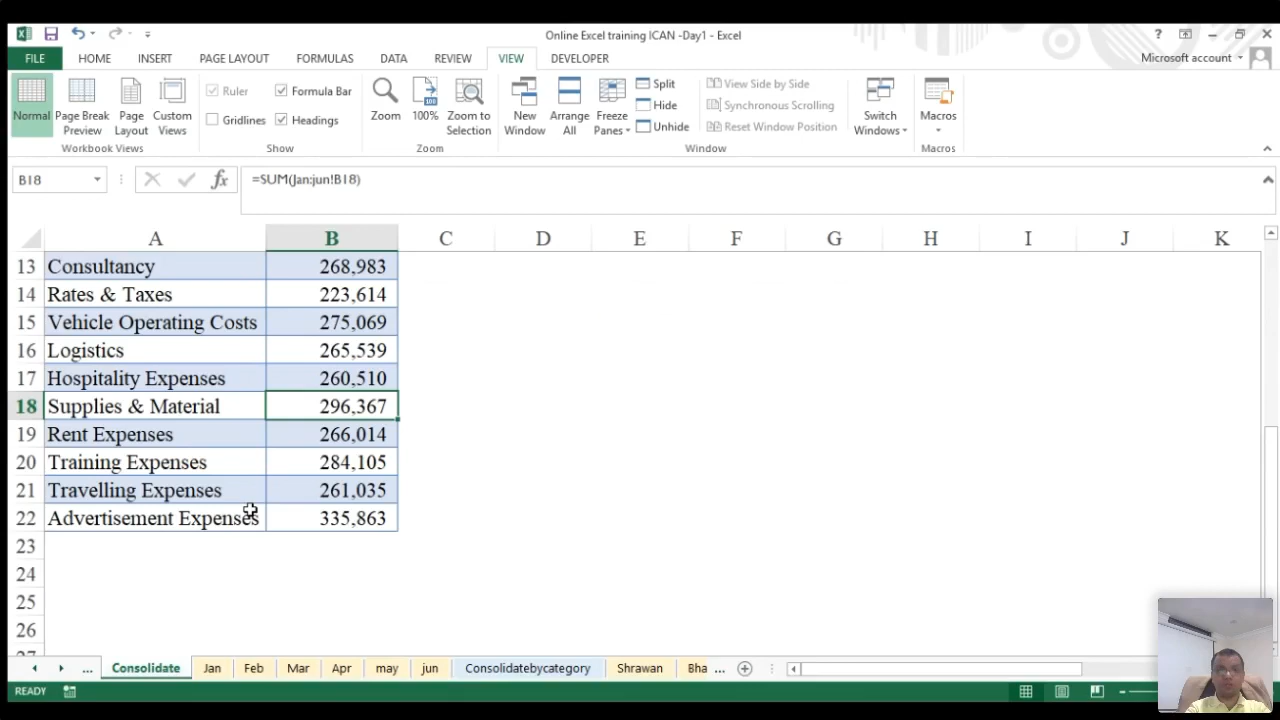 Online Excel training ICAN -Day1 - Excel
?
FILE HOME INSERT PAGE LAYOUT FORMULAS DATA REVIEW VIEW DEVELOPER Microsoft account
Normal Page Break Preview Page Layout Custom Views
Workbook Views
Ruler Formula Bar
Gridlines Headings
Show
Zoom 100% Zoom to Selection
Zoom
New Window Arrange All Freeze Panes
Split
Hide
Unhide
View Side by Side
Synchronous Scrolling
Reset Window Position
Switch Windows
Window
Macros
Macros
B18 fx =SUM(Jan:jun!B18)
A B C D E F G H I J K
13 Consultancy 268,983
14 Rates & Taxes 223,614
15 Vehicle Operating Costs 275,069
16 Logistics 265,539
17 Hospitality Expenses 260,510
18 Supplies & Material 296,367
19 Rent Expenses 266,014
20 Training Expenses 284,105
21 Travelling Expenses 261,035
22 Advertisement Expenses 335,863
23
24
25
26
27
... Consolidate Jan Feb Mar Apr may jun Consolidatebycategory Shrawan Bha ...
READY